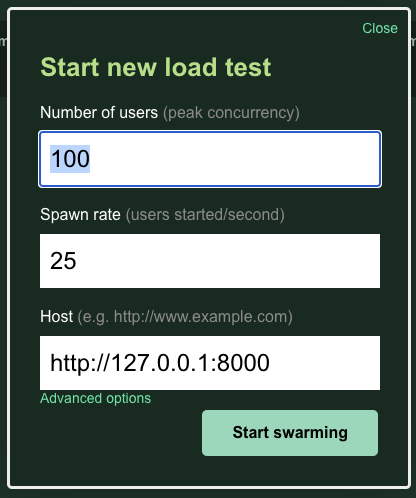 Close
Start new load test
Number of users (peak concurrency)
100
Spawn rate (users started/second)
25
Host (e.g. http://www.example.com)
http://127.0.0.1:8000
Advanced options
Start swarming